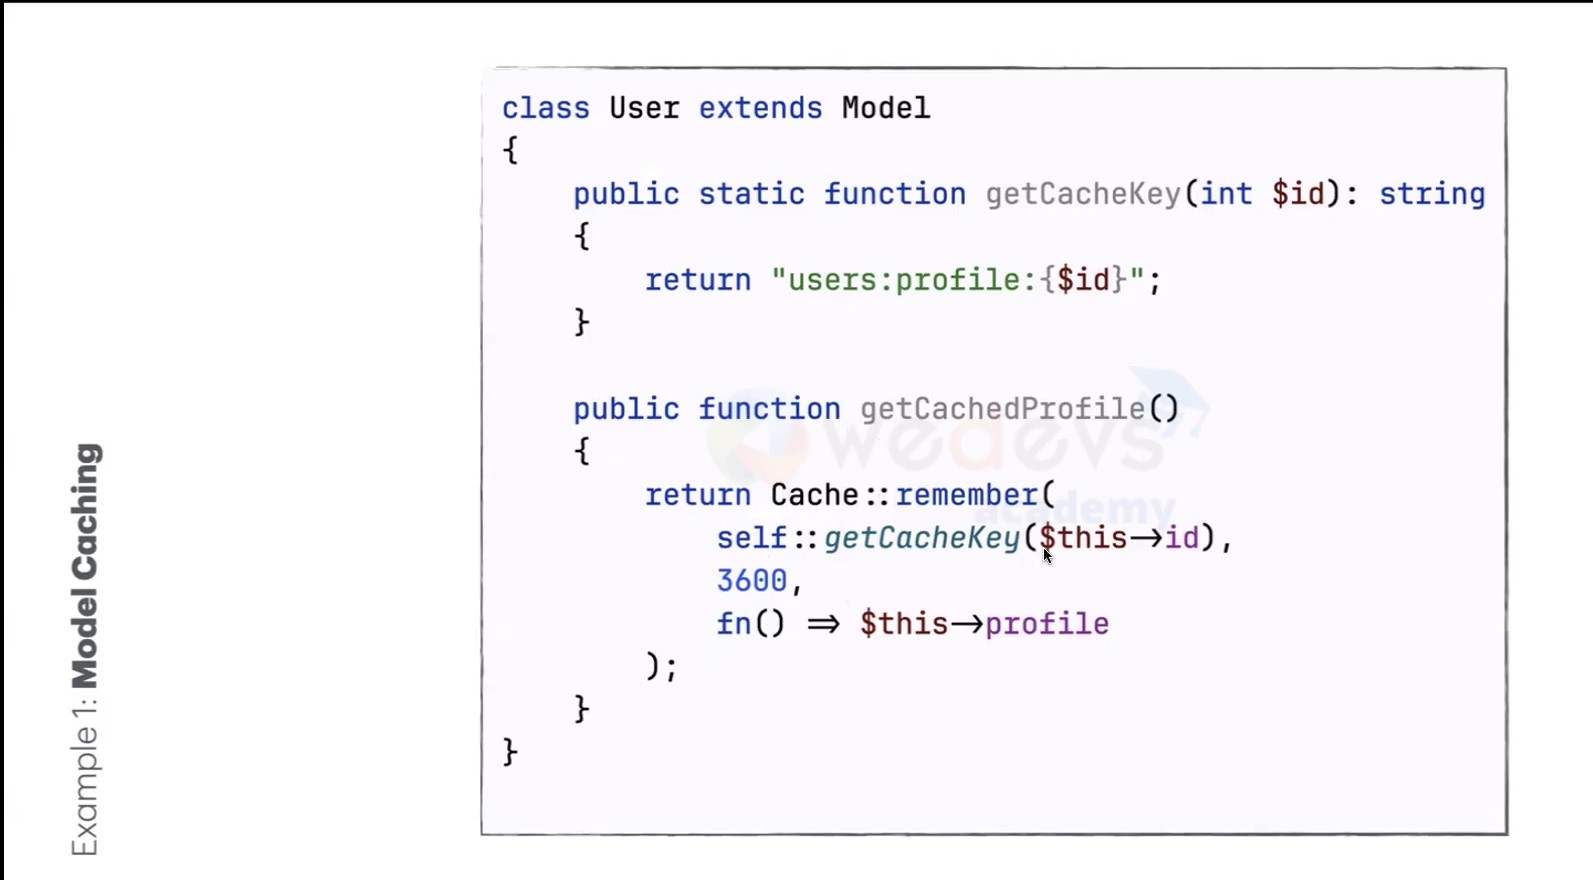 Example 1: Model Caching
class User extends Model
{
    public static function getCacheKey(int $id): string
    {
        return "users:profile:{$id}";
    }

    public function getCachedProfile()
    {
        return Cache::remember(
            self::getCacheKey($this->id),
            3600,
            fn() => $this->profile
        );
    }
}
wedevs
academy